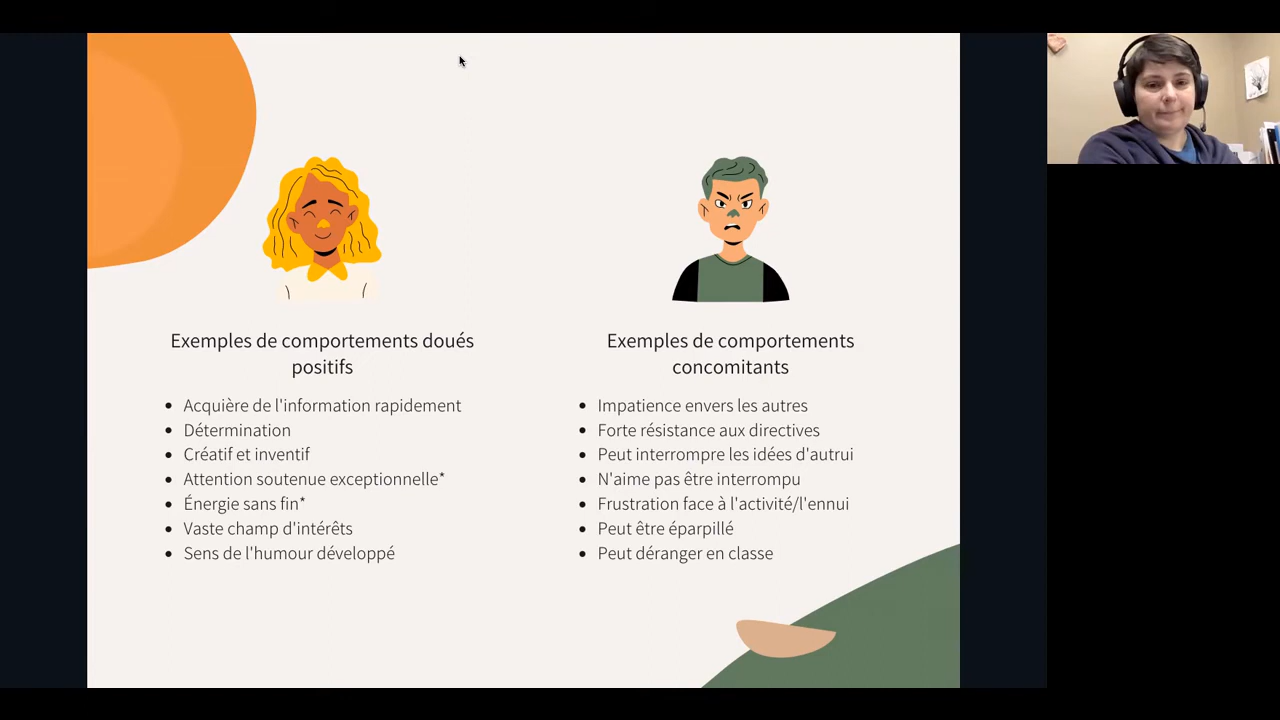 Exemples de comportements doués
positifs
Acquière de l'information rapidement
Détermination
Créatif et inventif
Attention soutenue exceptionnelle*
Énergie sans fin*
Vaste champ d'intérêts
Sens de l'humour développé
Exemples de comportements
concomitants
Impatience envers les autres
Forte résistance aux directives
Peut interrompre les idées d'autrui
N'aime pas être interrompu
Frustration face à l'activité/l'ennui
Peut être éparpillé
Peut déranger en classe